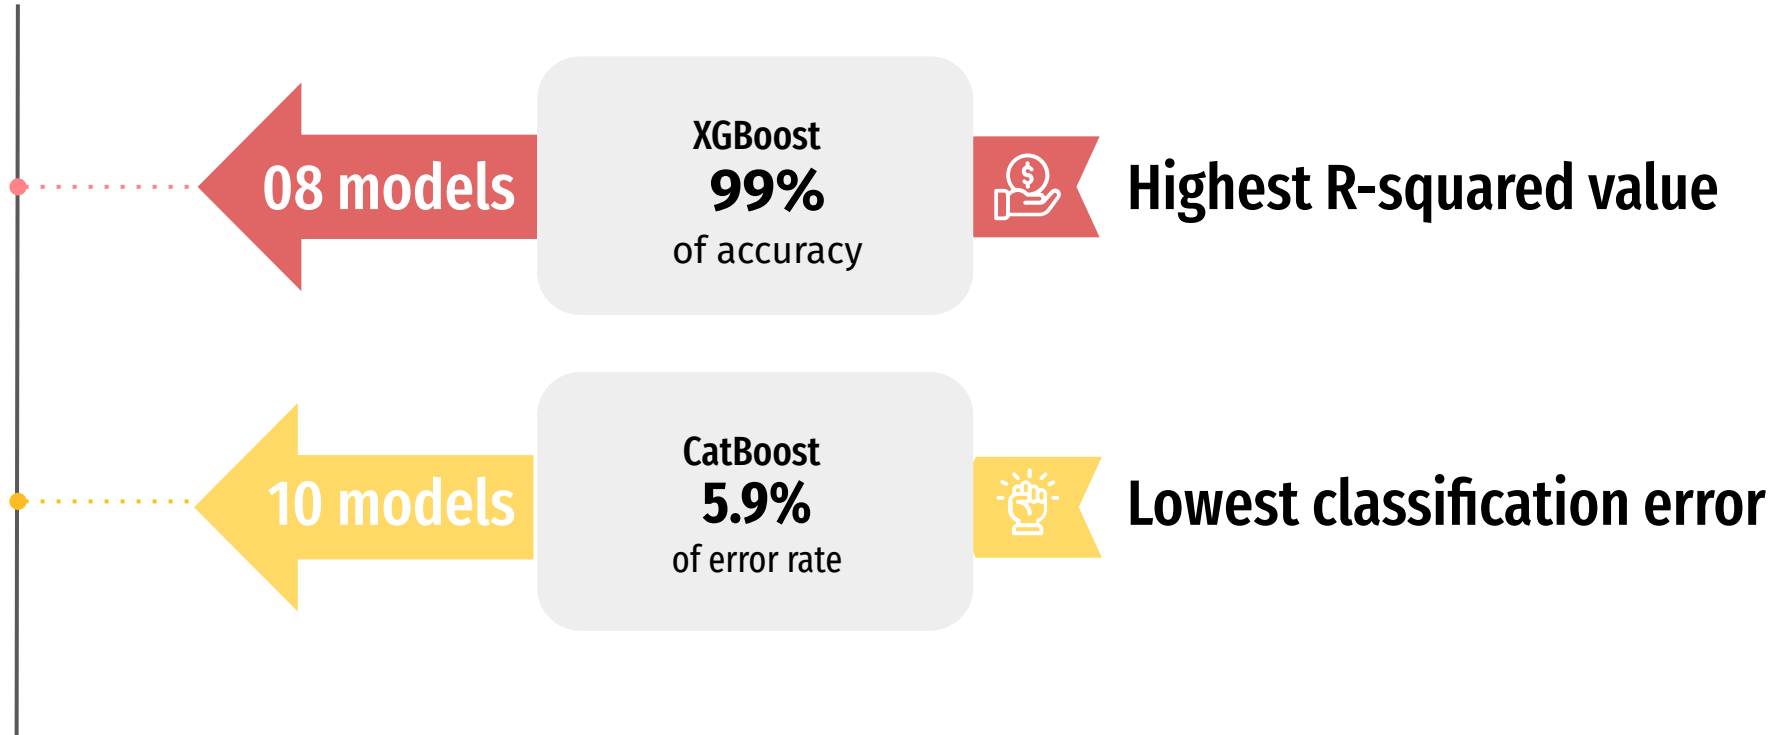 08 models
XGBoost
99%
of accuracy
$
Highest R-squared value
10 models
CatBoost
5.9%
of error rate
Lowest classification error